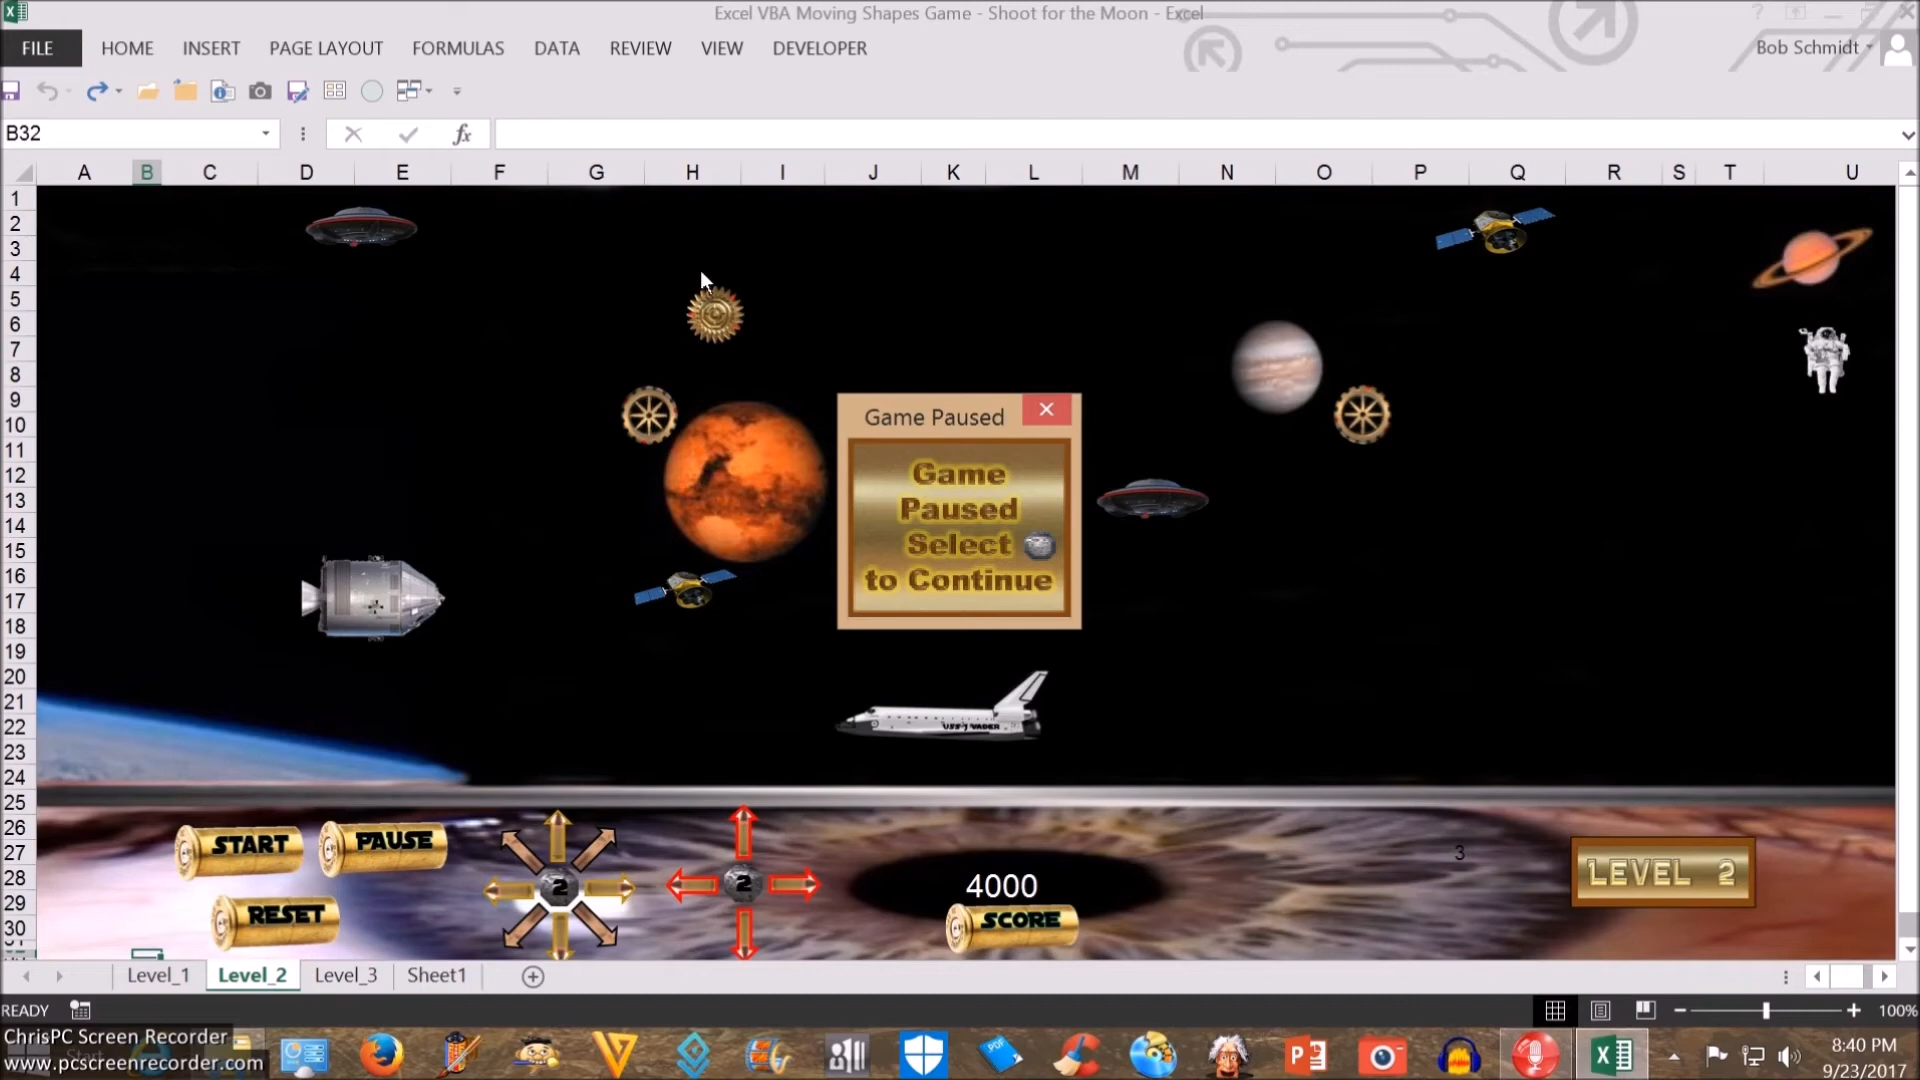 Excel VBA Moving Shapes Game - Shoot for the Moon - Excel
FILE HOME INSERT PAGE LAYOUT FORMULAS DATA REVIEW VIEW DEVELOPER Bob Schmidt
B32 fx
A B C D E F G H I J K L M N O P Q R S T U
1
2
3
4
5
6
7
8
9
10
11
12
13
14
15
16
17
18
19
20
21
22
23
24
25
26
27
28
29
30
Game Paused
Game
Paused
Select
to Continue
USS-J VADER
START PAUSE
RESET
2 2
4000
SCORE
3
LEVEL 2
Level_1 Level_2 Level_3 Sheet1
READY 100%
ChrisPC Screen Recorder
www.pcscreenrecorder.com
8:40 PM
9/23/2017